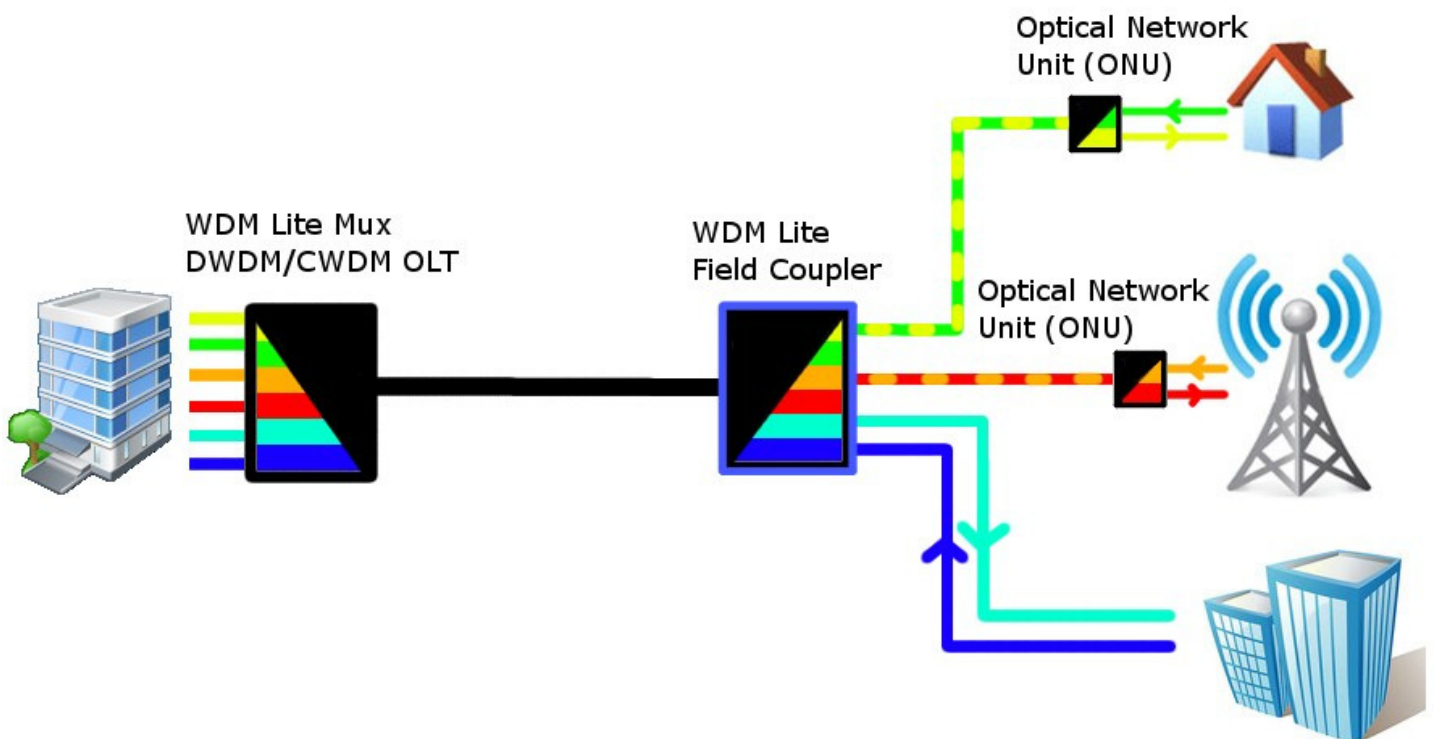 Optical Network
Unit (ONU)
WDM Lite Mux
DWDM/CWDM OLT
WDM Lite
Field Coupler
Optical Network
Unit (ONU)